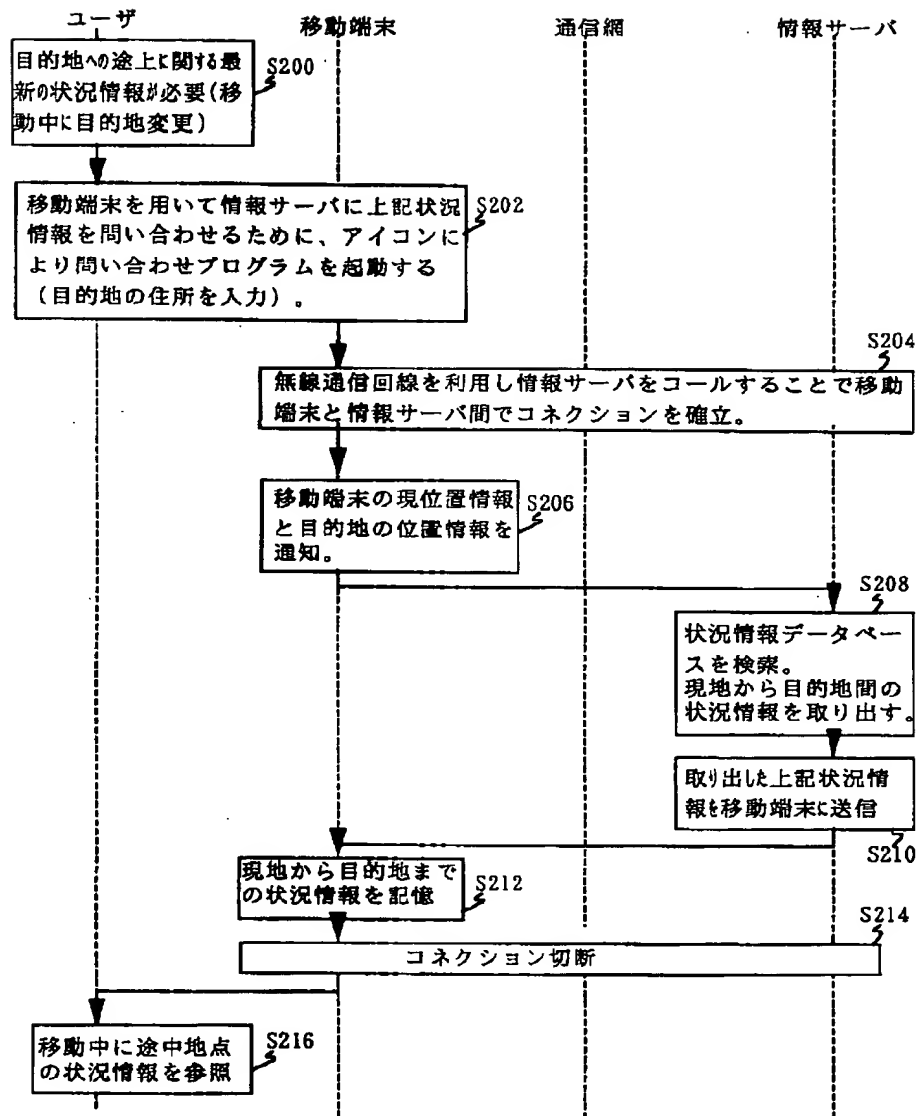 ユーザ
移動端末
通信網
情報サーバ
目的地への途上に関する最
新の状況情報が必要(移
動中に目的地変更)
S200
移動端末を用いて情報サーバに上記状況
情報を問い合わせるために、アイコンに
より問い合わせプログラムを起動する
(目的地の住所を入力)。
S202
S204
無線通信回線を利用し情報サーバをコールすることで移動
端末と情報サーバ間でコネクションを確立。
移動端末の現位置情報
と目的地の位置情報を
通知。
S206
S208
状況情報データベー
スを検索。
現地から目的地間の
状況情報を取り出す。
取り出した上記状況情
報を移動端末に送信
S210
現地から目的地まで
の状況情報を記憶
S212
S214
コネクション切断
移動中に途中地点
の状況情報を参照
S216